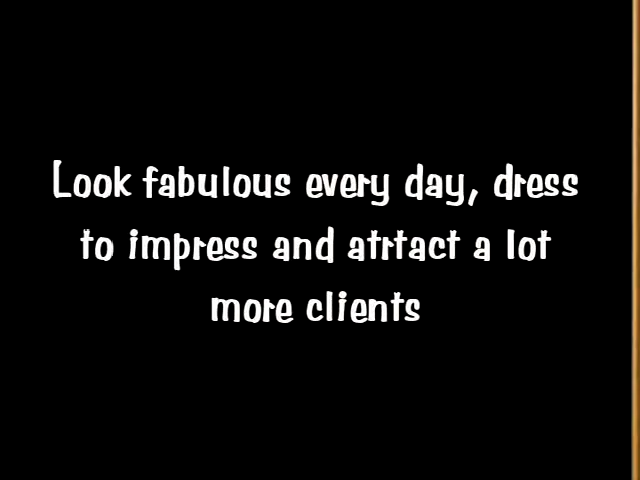 Look fabulous every day, dress
to impress and atrtact a lot
more clients